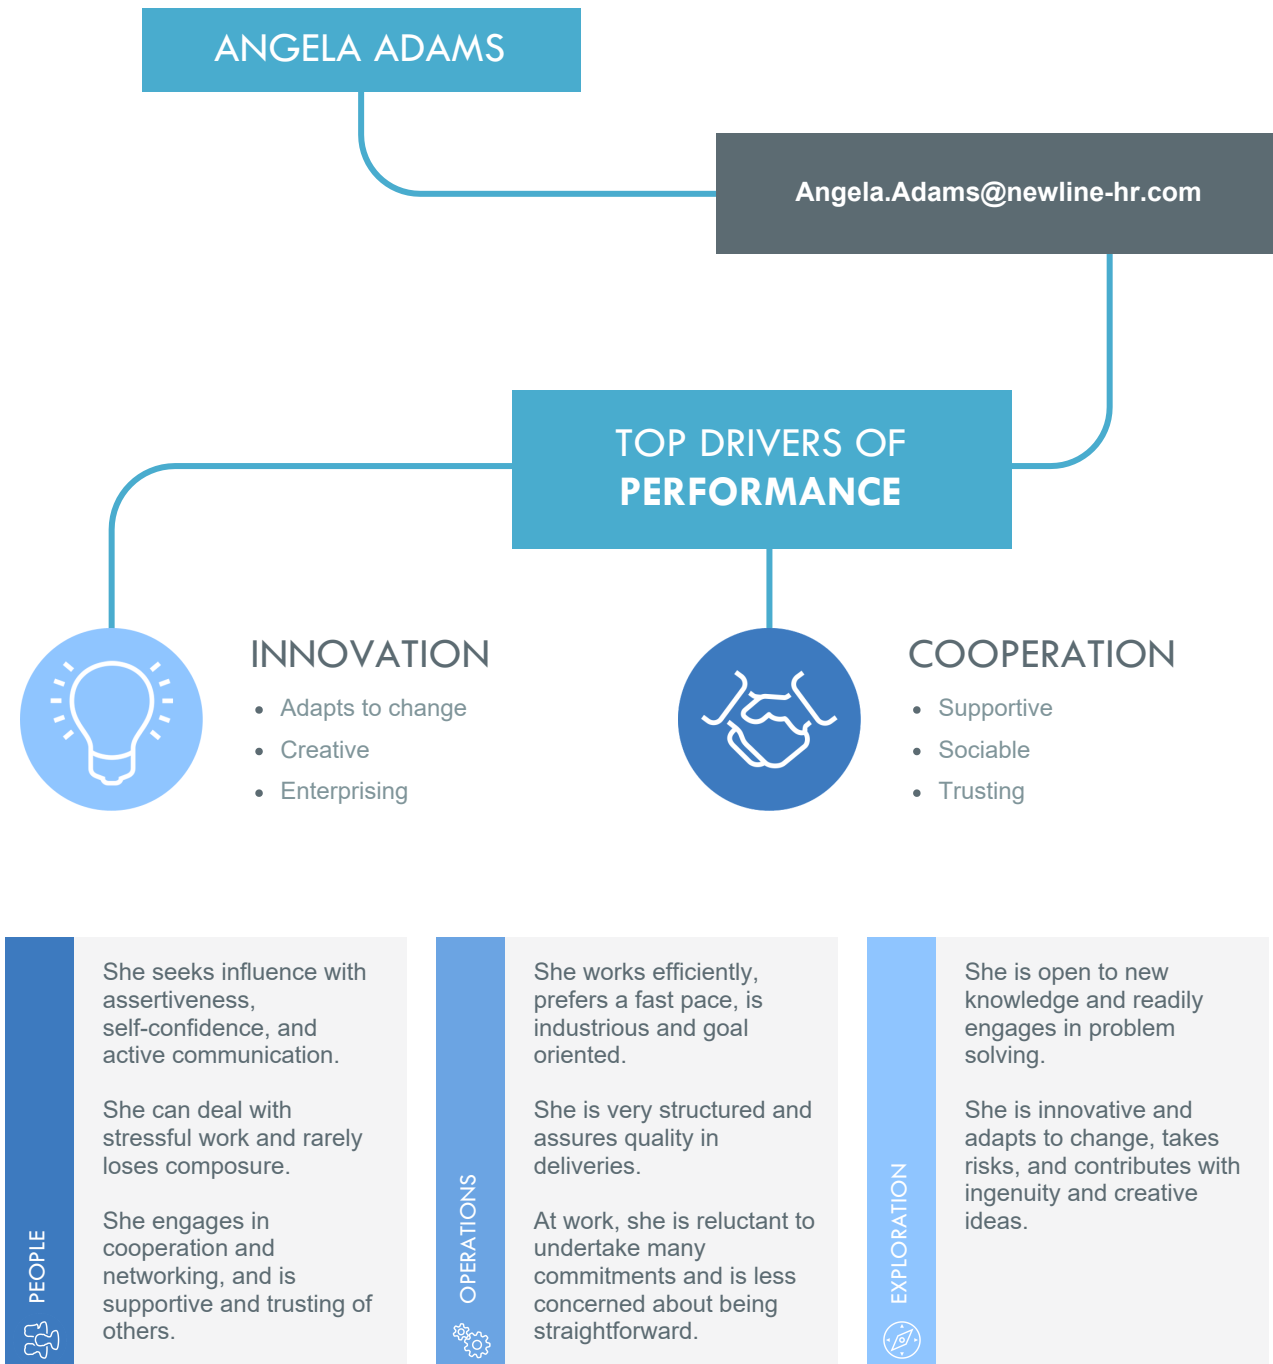 ANGELA ADAMS
Angela.Adams@newline-hr.com
TOP DRIVERS OF
PERFORMANCE
INNOVATION
• Adapts to change
• Creative
• Enterprising
COOPERATION
• Supportive
• Sociable
• Trusting
PEOPLE
She seeks influence with
assertiveness,
self-confidence, and
active communication.
She can deal with
stressful work and rarely
loses composure.
She engages in
cooperation and
networking, and is
supportive and trusting of
others.
OPERATIONS
She works efficiently,
prefers a fast pace, is
industrious and goal
oriented.
She is very structured and
assures quality in
deliveries.
At work, she is reluctant to
undertake many
commitments and is less
concerned about being
straightforward.
EXPLORATION
She is open to new
knowledge and readily
engages in problem
solving.
She is innovative and
adapts to change, takes
risks, and contributes with
ingenuity and creative
ideas.